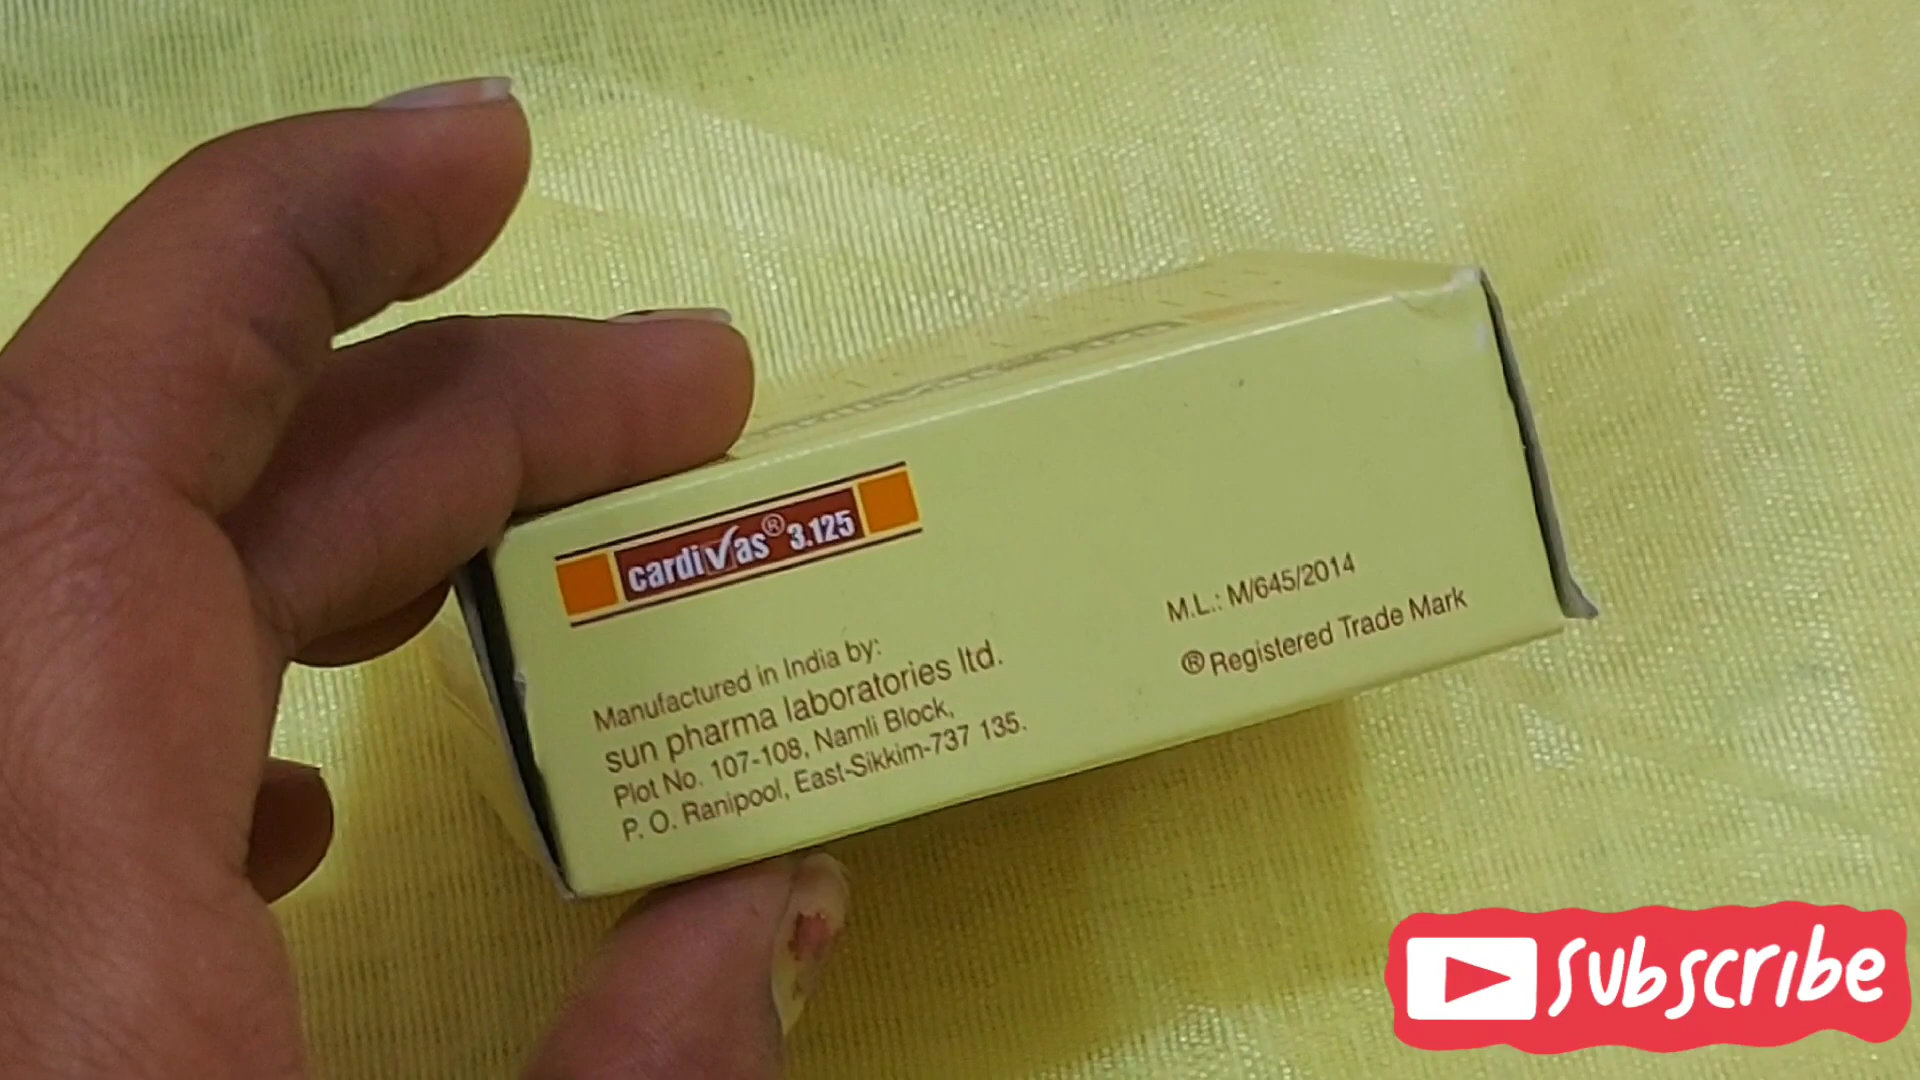 cardivas® 3.125
Manufactured in India by:
sun pharma laboratories ltd.
Plot No. 107-108, Namli Block,
P. O. Ranipool, East-Sikkim-737 135.
M.L.: M/645/2014
® Registered Trade Mark
Subscribe